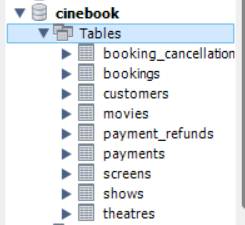 cinebook
Tables
booking_cancellation
bookings
customers
movies
payment_refunds
payments
screens
shows
theatres